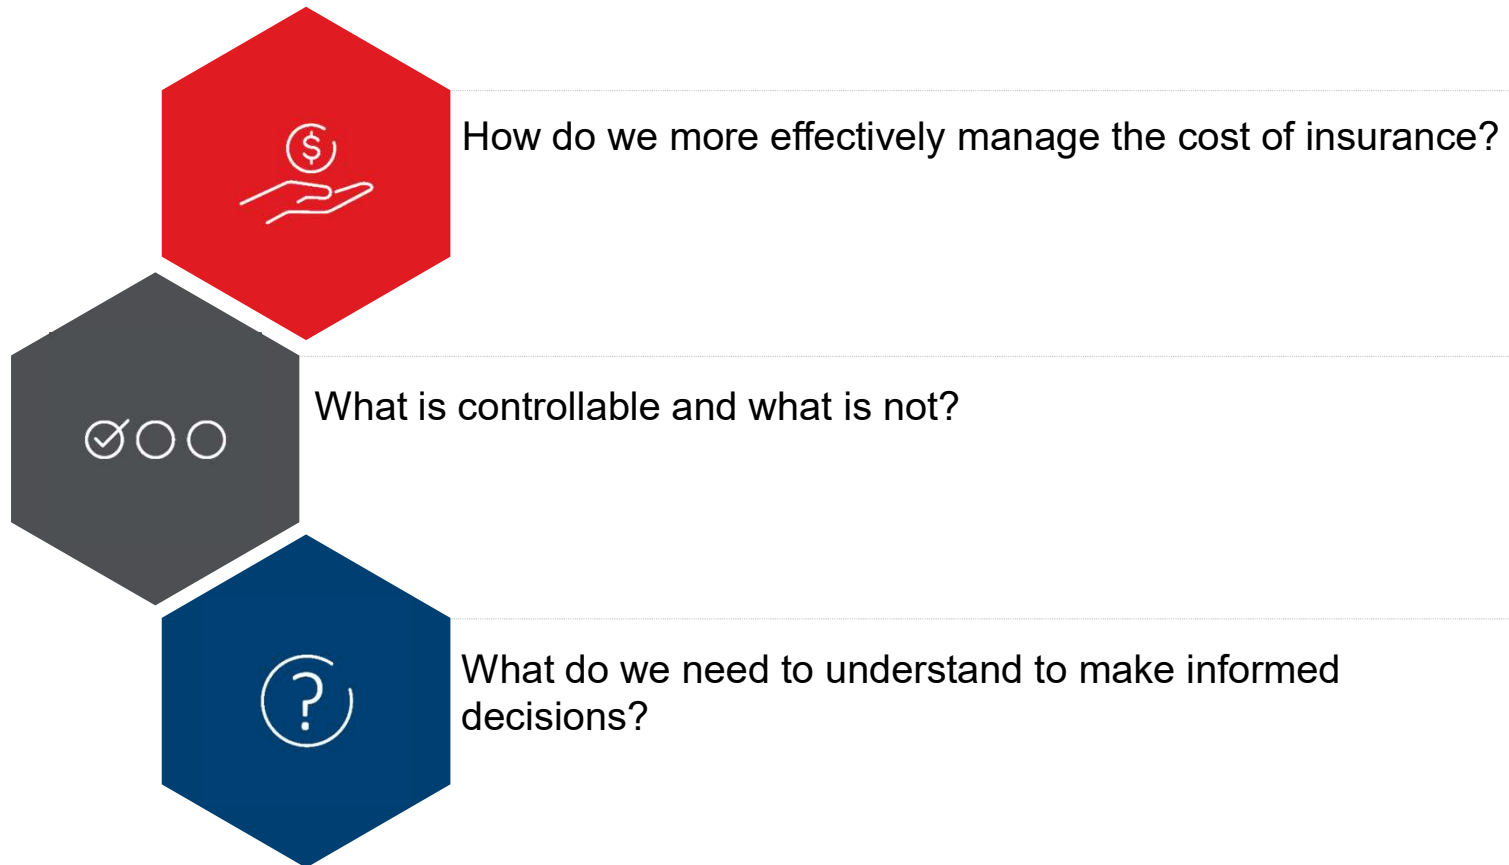 How do we more effectively manage the cost of insurance?
What is controllable and what is not?
What do we need to understand to make informed
decisions?